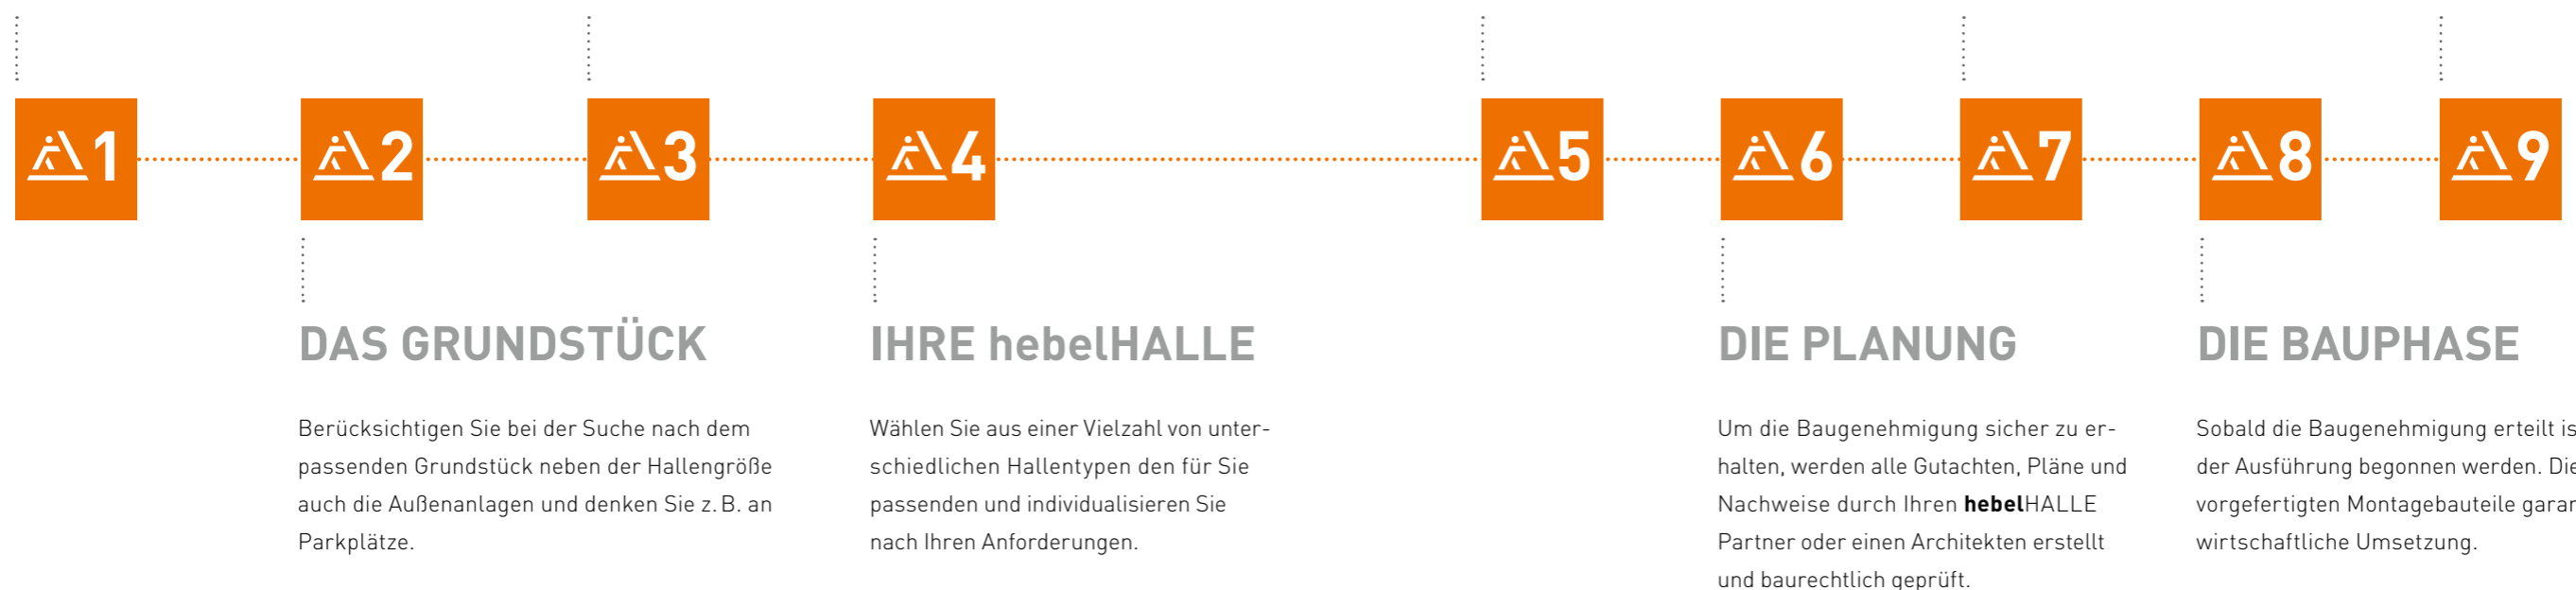 1 2 3 4 5 6 7 8 9
DAS GRUNDSTÜCK
Berücksichtigen Sie bei der Suche nach dem
passenden Grundstück neben der Hallengröße
auch die Außenanlagen und denken Sie z. B. an
Parkplätze.
IHRE hebelHALLE
Wählen Sie aus einer Vielzahl von unter-
schiedlichen Hallentypen den für Sie
passenden und individualisieren Sie
nach Ihren Anforderungen.
DIE PLANUNG
Um die Baugenehmigung sicher zu er-
halten, werden alle Gutachten, Pläne und
Nachweise durch Ihren hebelHALLE
Partner oder einen Architekten erstellt
und baurechtlich geprüft.
DIE BAUPHASE
Sobald die Baugenehmigung erteilt
der Ausführung begonnen werden.
vorgefertigten Montagebauteile
wirtschaftliche Umsetzung.